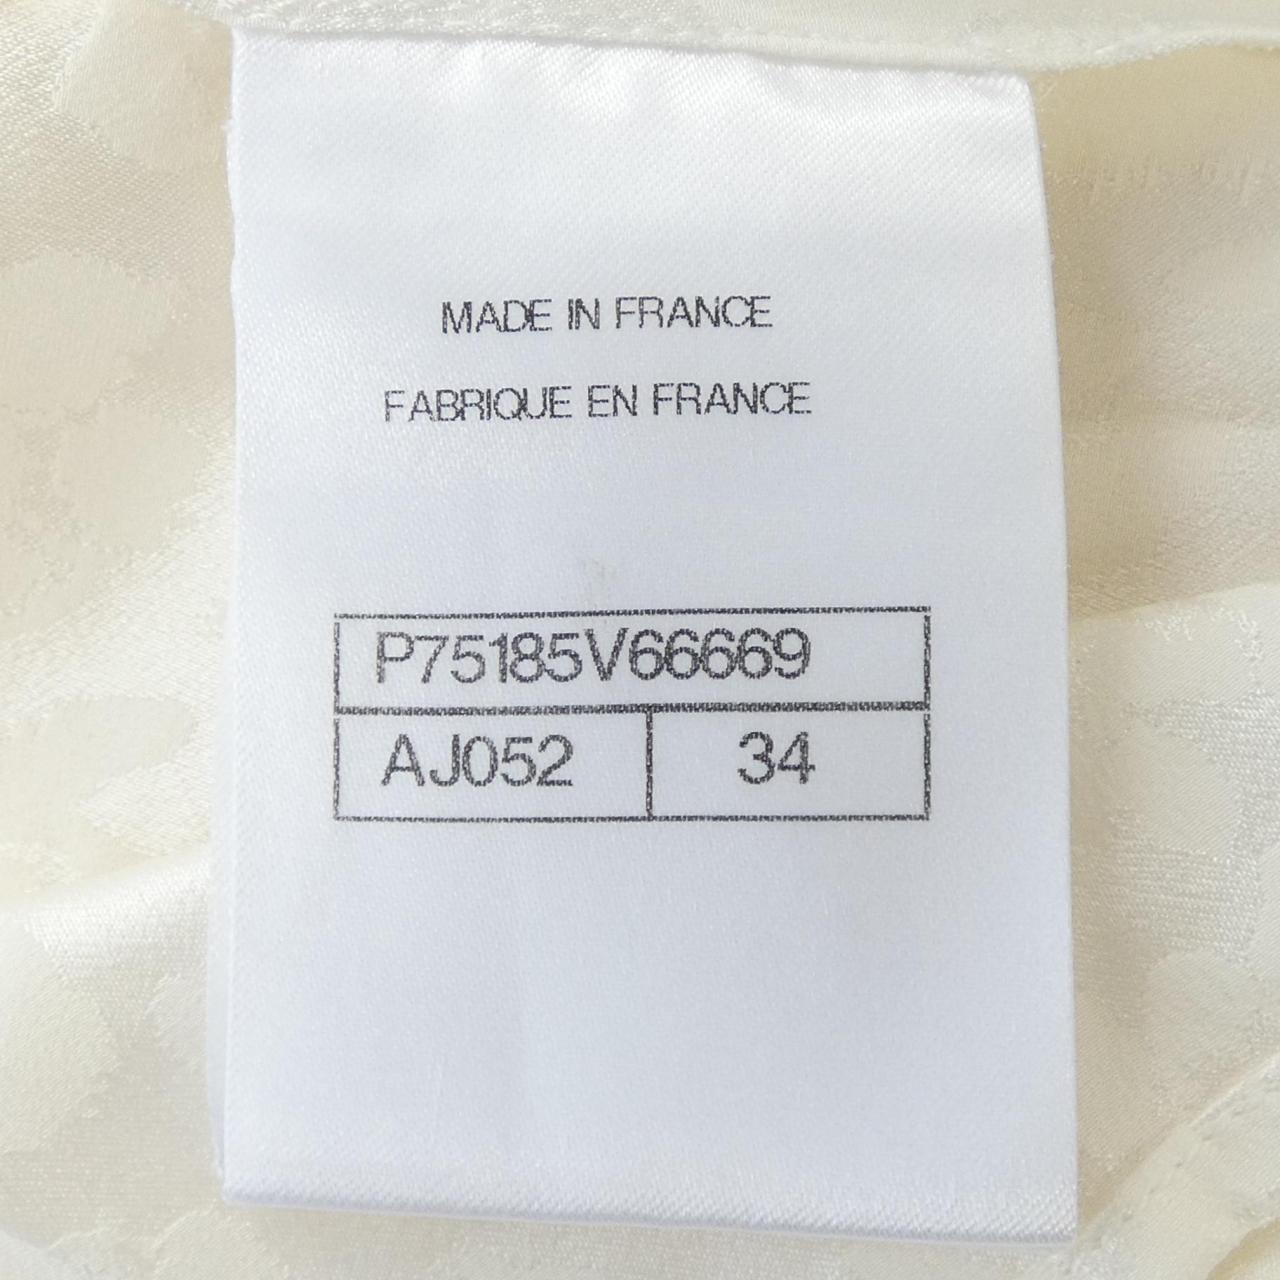 MADE IN FRANCE
FABRIQUE EN FRANCE
P75185V66669
AJ052 34